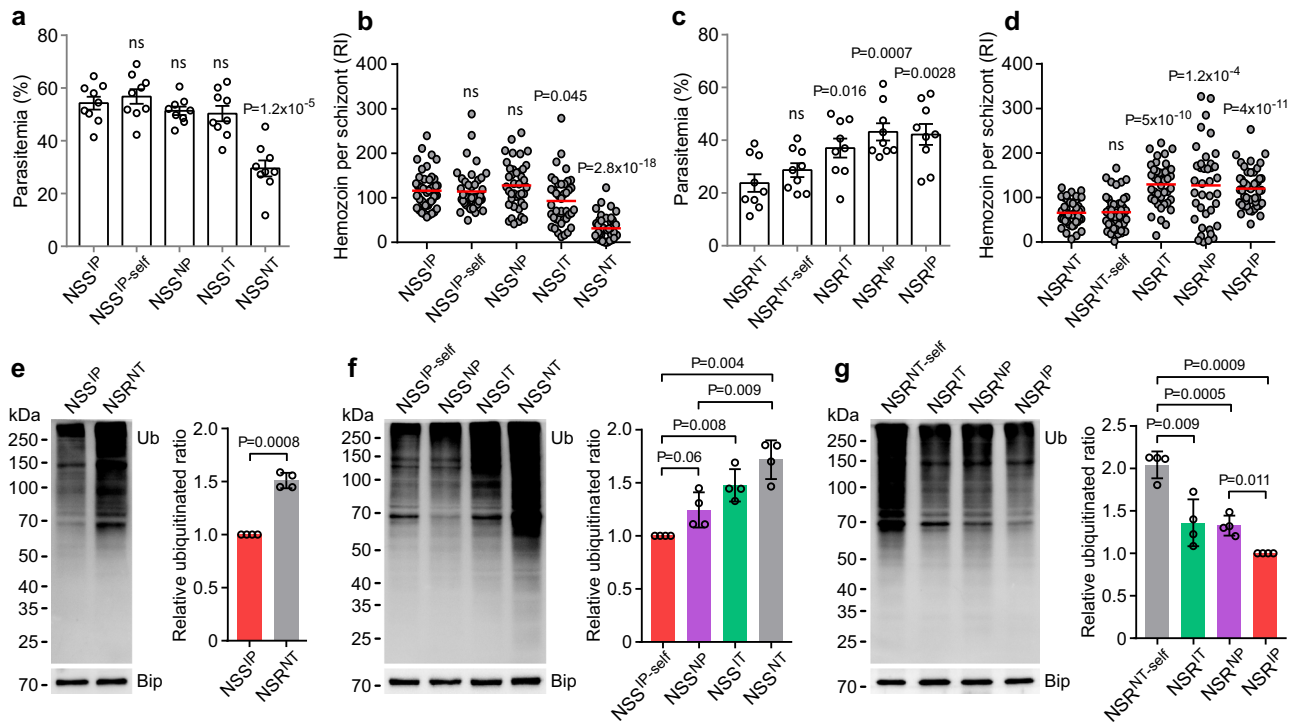 a
Parasitemia (%)
80
60
40
20
0
ns
ns
ns
P=1.2x10⁻⁵
NSS^IP
NSS^IP-self
NSS^NP
NSS^IT
NSS^NT
b
Hemozoin per schizont (RI)
400
300
200
100
0
ns
ns
P=0.045
P=2.8x10⁻¹⁸
NSS^IP
NSS^IP-self
NSS^NP
NSS^IT
NSS^NT
c
Parasitemia (%)
80
60
40
20
0
ns
P=0.016
P=0.0007
P=0.0028
NSR^NT
NSR^NT-self
NSR^IT
NSR^NP
NSR^IP
d
Hemozoin per schizont (RI)
400
300
200
100
0
ns
P=5x10⁻¹⁰
P=1.2x10⁻⁴
P=4x10⁻¹¹
NSR^NT
NSR^NT-self
NSR^IT
NSR^NP
NSR^IP
e
NSS^IP
NSR^NT
kDa
250
150
100
70
50
40
35
25
70
Ub
Bip
Relative ubiquitinated ratio
2.0
1.5
1.0
0.5
0
P=0.0008
NSS^IP
NSR^NT
f
NSS^IP-self
NSS^NP
NSS^IT
NSS^NT
kDa
250
150
100
70
50
40
35
25
70
Ub
Bip
Relative ubiquitinated ratio
2.0
1.5
1.0
0.5
0
P=0.004
P=0.009
P=0.008
P=0.06
NSS^IP-self
NSS^NP
NSS^IT
NSS^NT
g
NSR^NT-self
NSR^IT
NSR^NP
NSR^IP
kDa
250
150
100
70
50
40
35
25
70
Ub
Bip
Relative ubiquitinated ratio
2.5
2.0
1.5
1.0
0.5
0
P=0.0009
P=0.0005
P=0.009
P=0.011
NSR^NT-self
NSR^IT
NSR^NP
NSR^IP